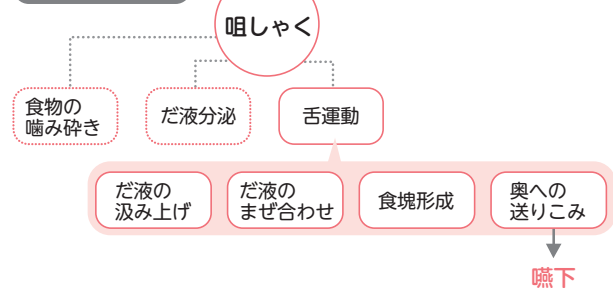 咀しゃく
食物の
噛み砕き
だ液分泌
舌運動
だ液の
汲み上げ
だ液の
まぜ合わせ
食塊形成
奥への
送りこみ
嚥下